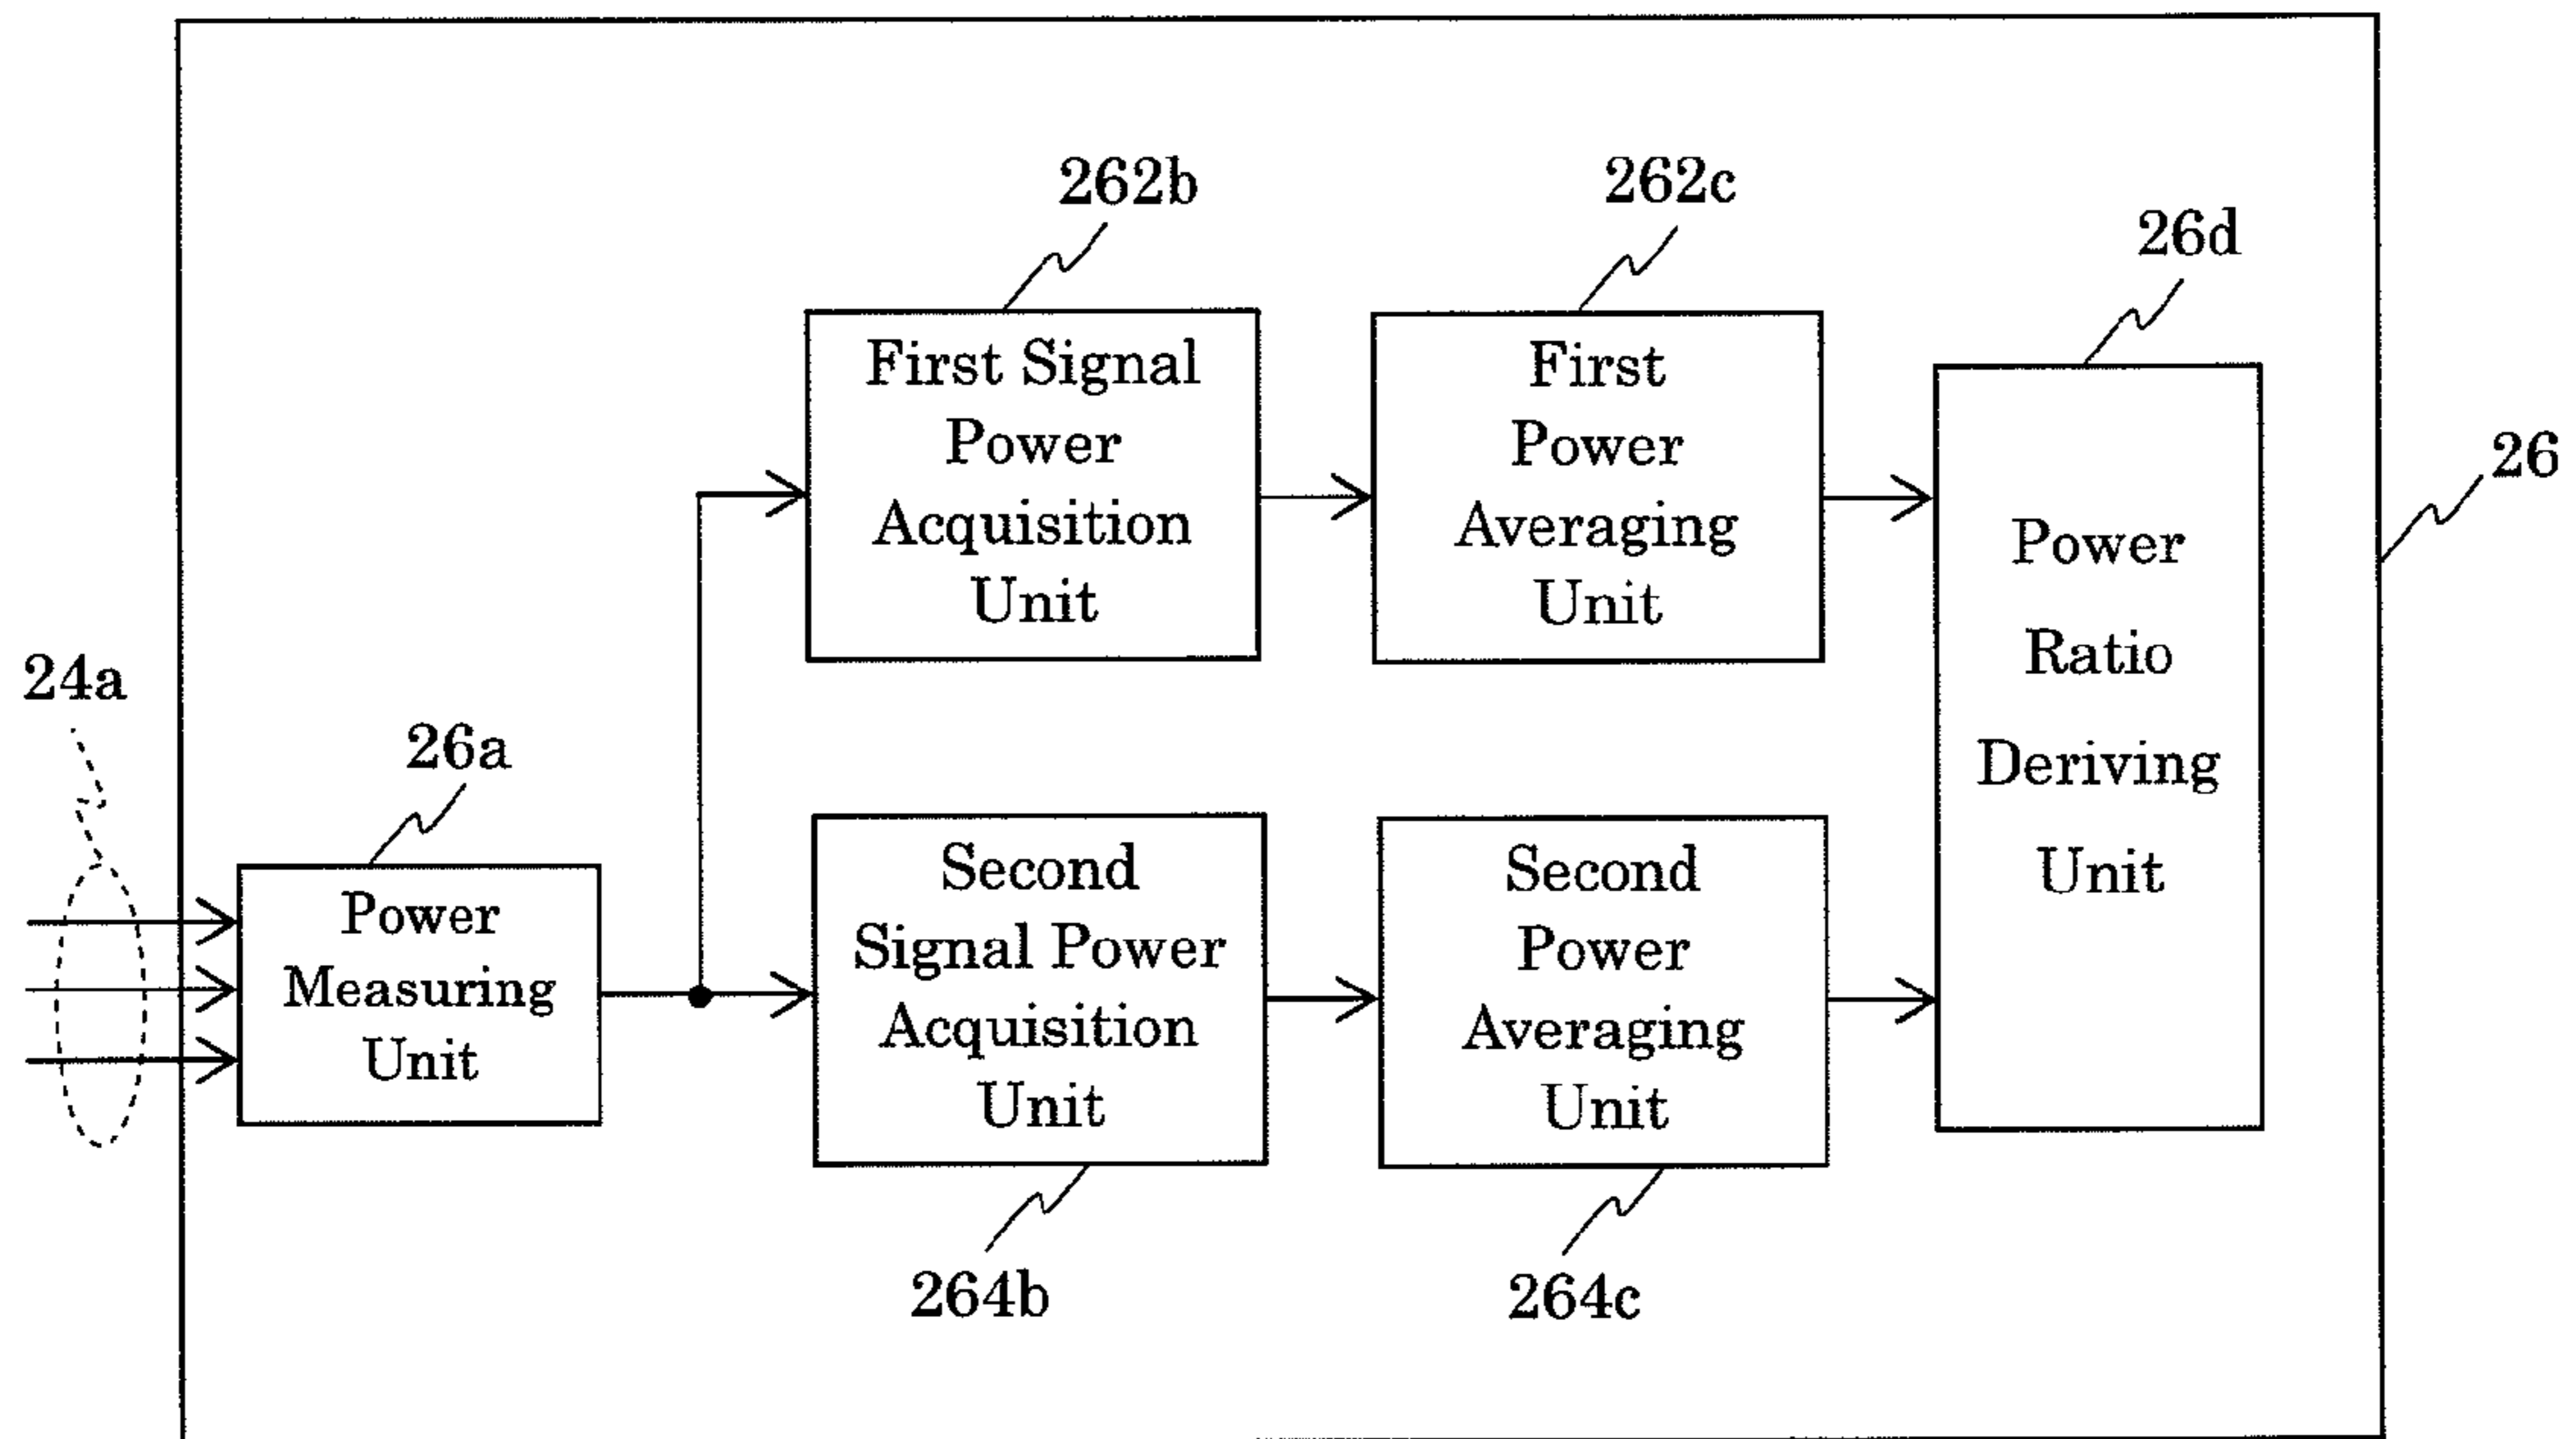 262b
262c
26d
First Signal
Power
Acquisition
Unit
First
Power
Averaging
Unit
Power
Ratio
Deriving
Unit
26
24a
26a
Power
Measuring
Unit
Second
Signal Power
Acquisition
Unit
Second
Power
Averaging
Unit
264b
264c